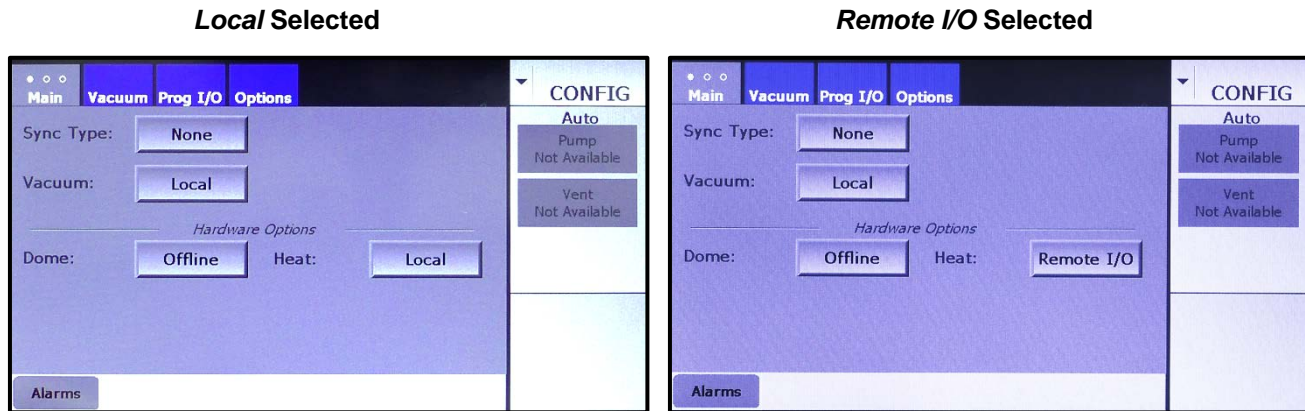 Local Selected
Main Vacuum Prog I/O Options
CONFIG
Auto
Pump
Not Available
Vent
Not Available
Sync Type: None
Vacuum: Local
Hardware Options
Dome: Offline Heat: Local
Alarms
Remote I/O Selected
Main Vacuum Prog I/O Options
CONFIG
Auto
Pump
Not Available
Vent
Not Available
Sync Type: None
Vacuum: Local
Hardware Options
Dome: Offline Heat: Remote I/O
Alarms